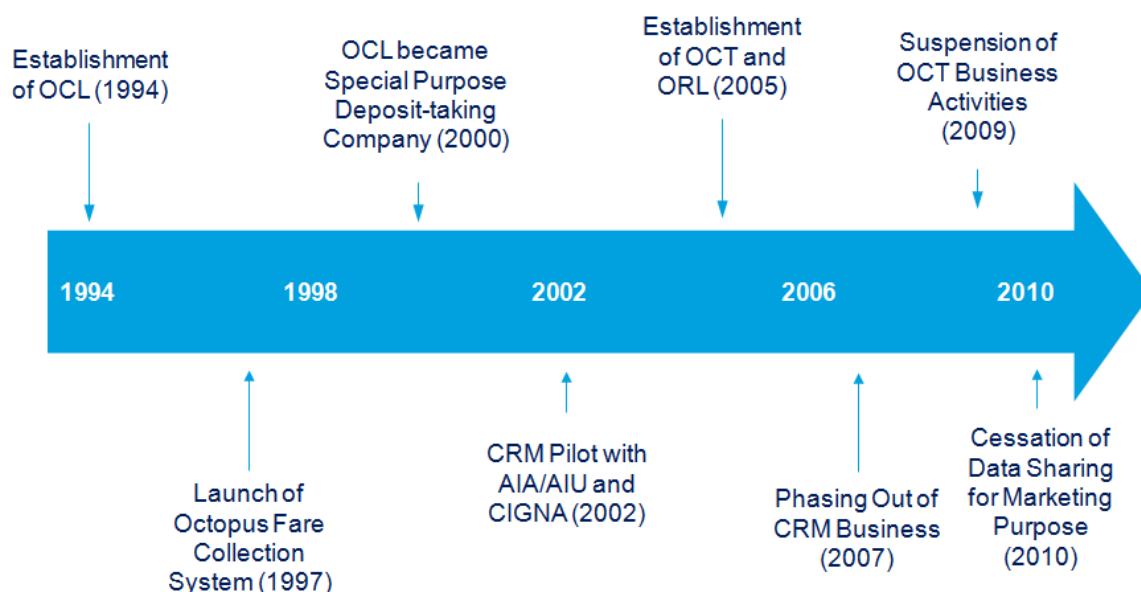 Establishment
of OCL (1994)
OCL became
Special Purpose
Deposit-taking
Company (2000)
Establishment
of OCT and
ORL (2005)
Suspension of
OCT Business
Activities
(2009)
1994
1998
2002
2006
2010
Launch of
Octopus Fare
Collection
System (1997)
CRM Pilot with
AIA/AIU and
CIGNA (2002)
Phasing Out of
CRM Business
(2007)
Cessation of
Data Sharing
for Marketing
Purpose
(2010)